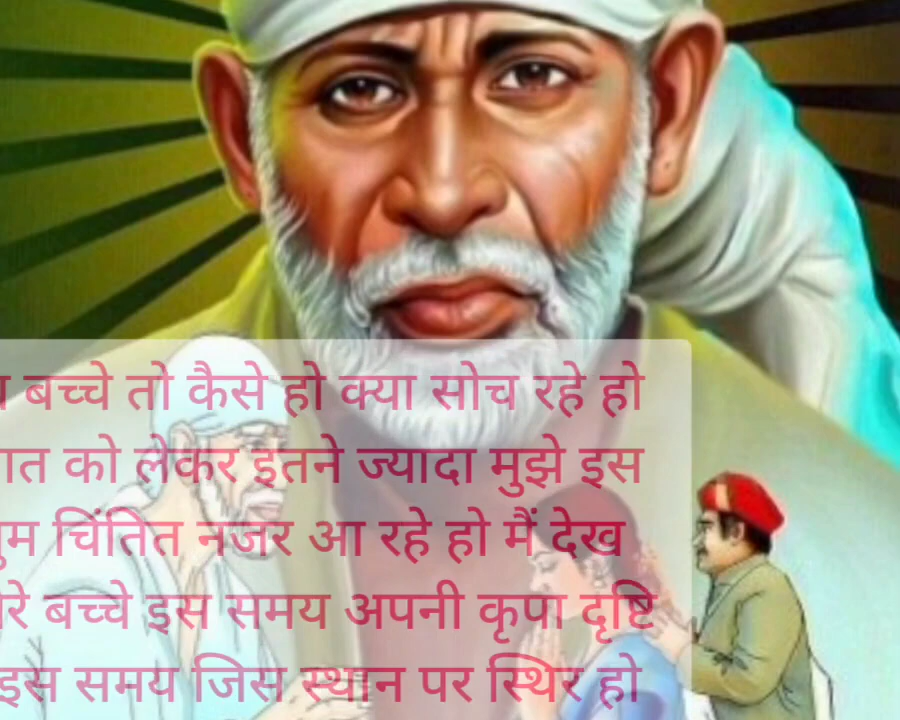 बच्चे तो कैसे हो क्या सोच रहे हो
को लेकर इतने ज्यादा मुझे इस
चिंतित नजर आ रहे हो मैं देख
बच्चे इस समय अपनी कृपा दृष्टि
इस समय जिस स्थान पर स्थिर हो